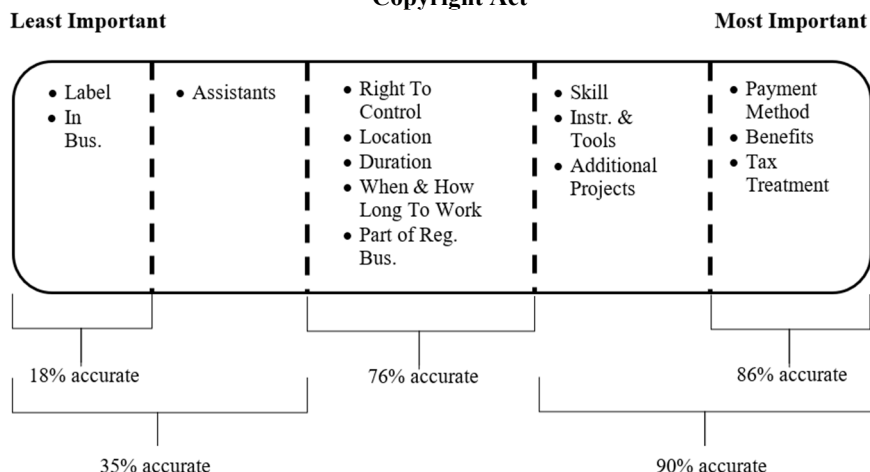 Copyright Act
Least Important
Most Important
• Label
• In
Bus.
• Assistants
• Right To
Control
• Location
• Duration
• When & How
Long To Work
• Part of Reg.
Bus.
• Skill
• Instr. &
Tools
• Additional
Projects
• Payment
Method
• Benefits
• Tax
Treatment
18% accurate
76% accurate
86% accurate
35% accurate
90% accurate